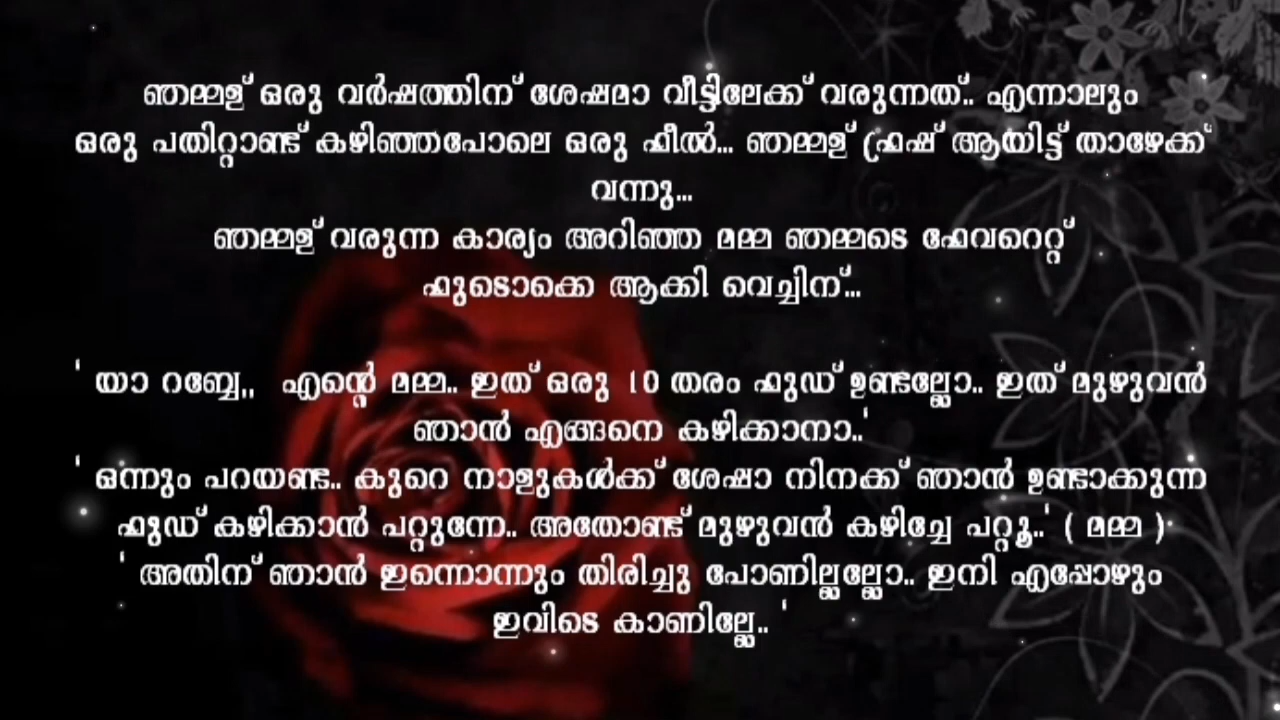 ഞമ്മള് ഒരു വർഷത്തിന് ശേഷമാ വീട്ടിലേക്ക് വരുന്നത്.. എന്നാലും
ഒരു പതിറ്റാണ്ട് കഴിഞ്ഞപോലെ ഒരു ഫീൽ... ഞമ്മള് ഫ്രഷ് ആയിട്ട് താഴേക്ക്
വന്നു...
ഞമ്മള് വരുന്ന കാര്യം അറിഞ്ഞ മമ്മ ഞമ്മടെ ഫേവറെറ്റ്
ഫുടൊക്കെ ആക്കി വെച്ചിന്...
' യാ റബ്ബേ,, എന്റെ മമ്മ.. ഇത് ഒരു 10 തരം ഫുഡ് ഉണ്ടല്ലോ.. ഇത് മുഴുവൻ
ഞാൻ എങ്ങനെ കഴിക്കാനാ..'
' ഒന്നും പറയണ്ട.. കുറെ നാളുകൾക്ക് ശേഷാ നിനക്ക് ഞാൻ ഉണ്ടാക്കുന്ന
ഫുഡ് കഴിക്കാൻ പറ്റുന്നേ.. അതോണ്ട് മുഴുവൻ കഴിച്ചേ പറ്റൂ..' ( മമ്മ )
' അതിന് ഞാൻ ഇന്നൊന്നും തിരിച്ചു പോണില്ലല്ലോ.. ഇനി എപ്പോഴും
ഇവിടെ കാണില്ലേ.. '